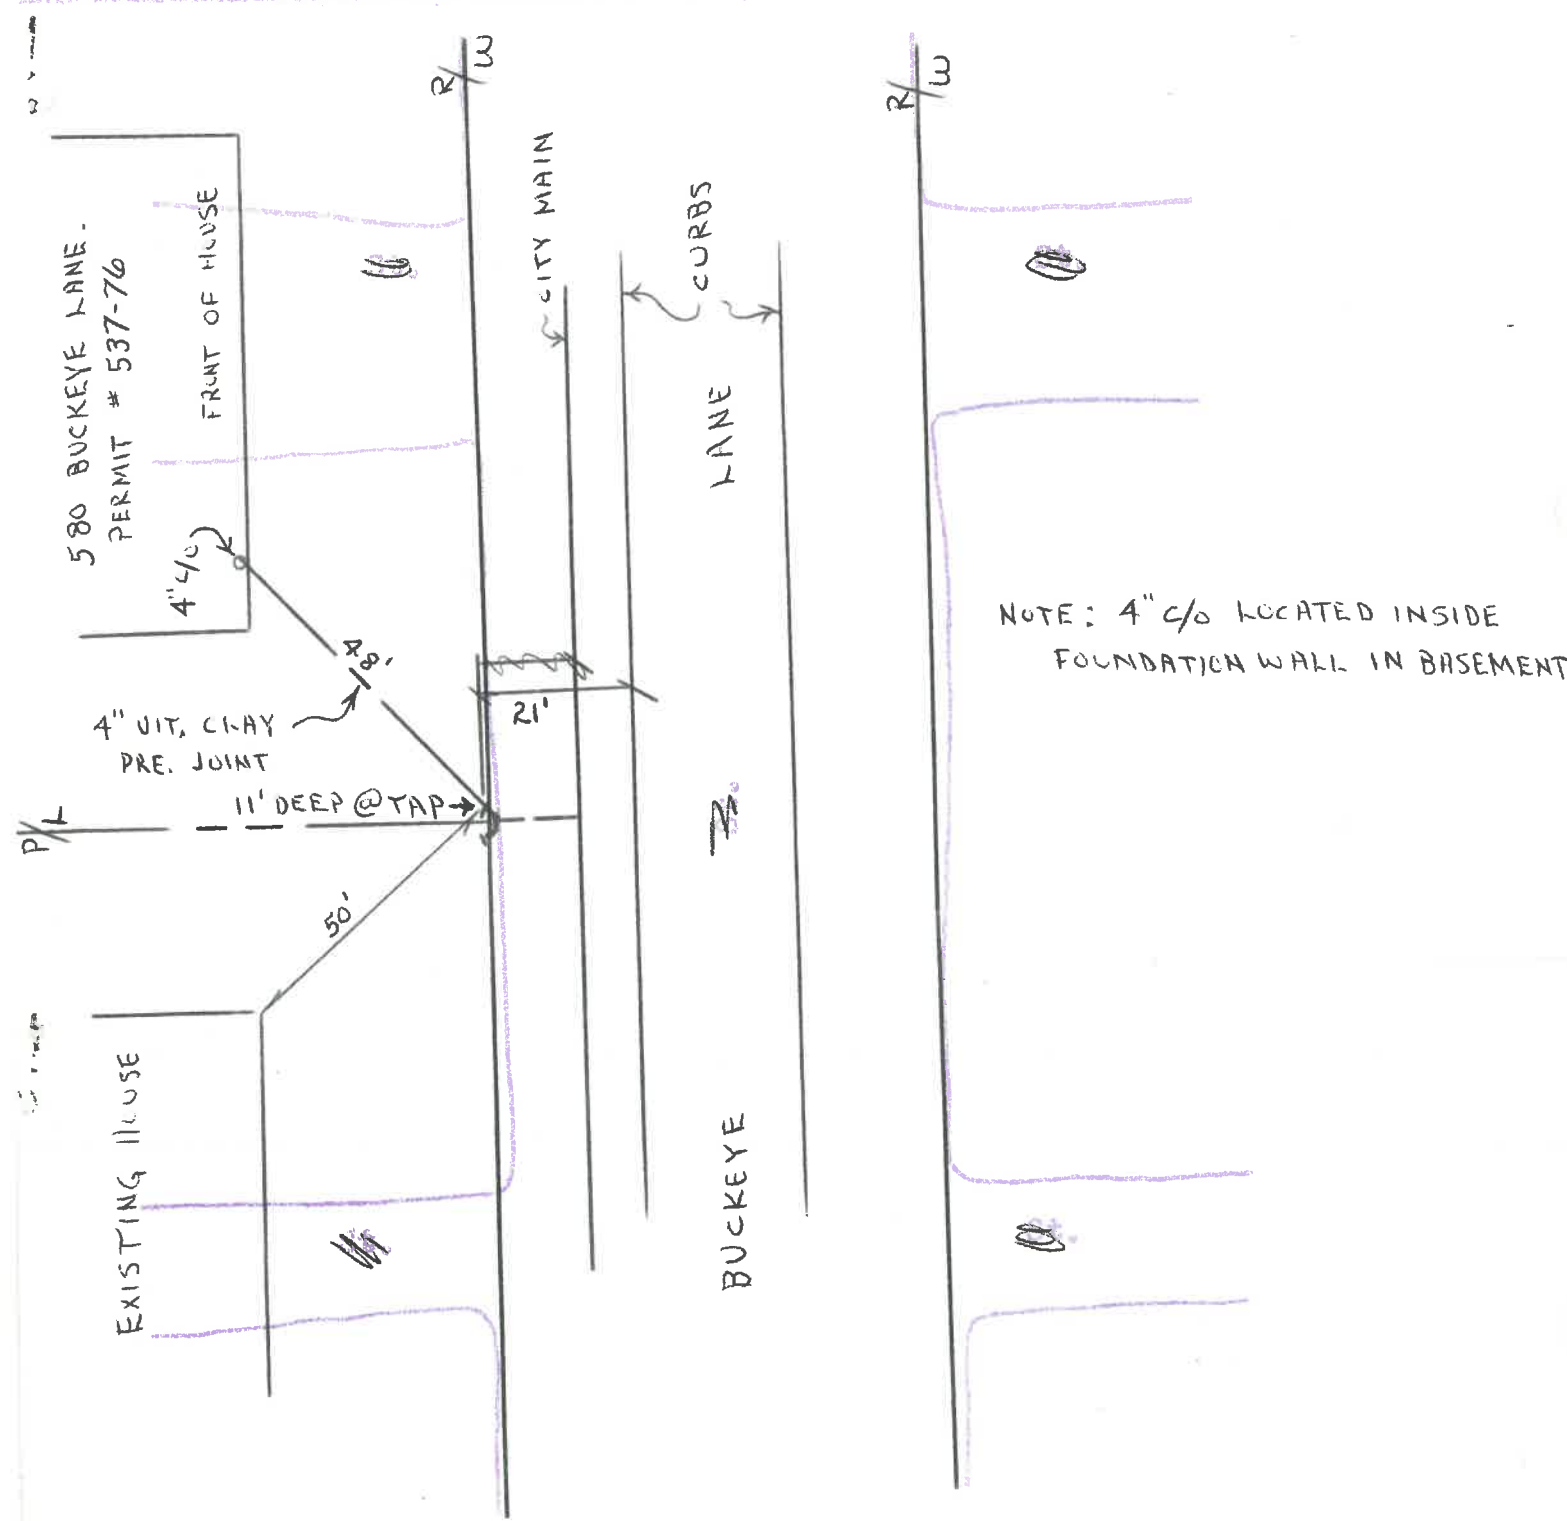 R/W
R/W
580 BUCKEYE LANE.
PERMIT # 537-76
FRONT OF HOUSE
CITY MAIN
CURBS
4" C/O
48'
4" VIT. CLAY
PRE. JOINT
21'
11' DEEP @ TAP
P/L
50'
EXISTING HOUSE
BUCKEYE LANE
NOTE: 4" C/O LOCATED INSIDE
FOUNDATION WALL IN BASEMENT